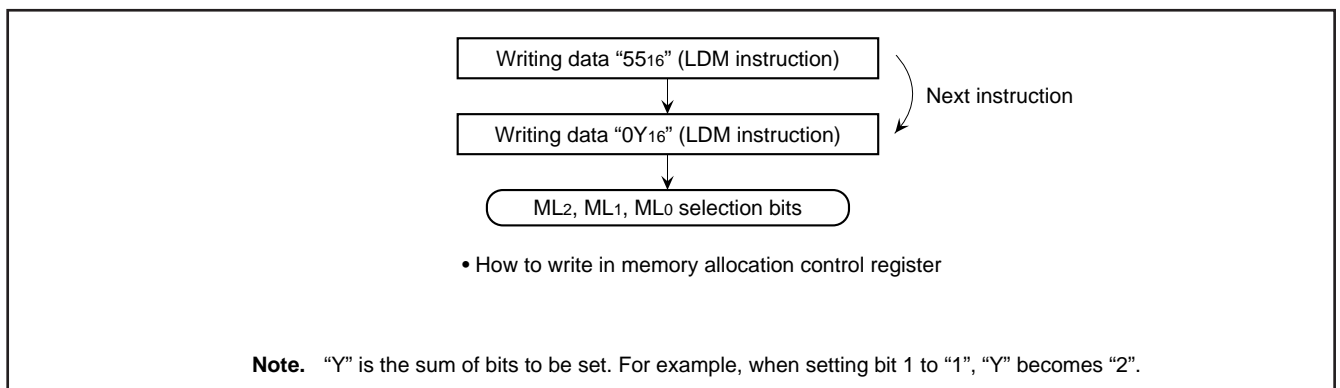 Writing data “5516” (LDM instruction)
Next instruction
Writing data “0Y16” (LDM instruction)
ML2, ML1, ML0 selection bits
• How to write in memory allocation control register
Note. “Y” is the sum of bits to be set. For example, when setting bit 1 to “1”, “Y” becomes “2”.